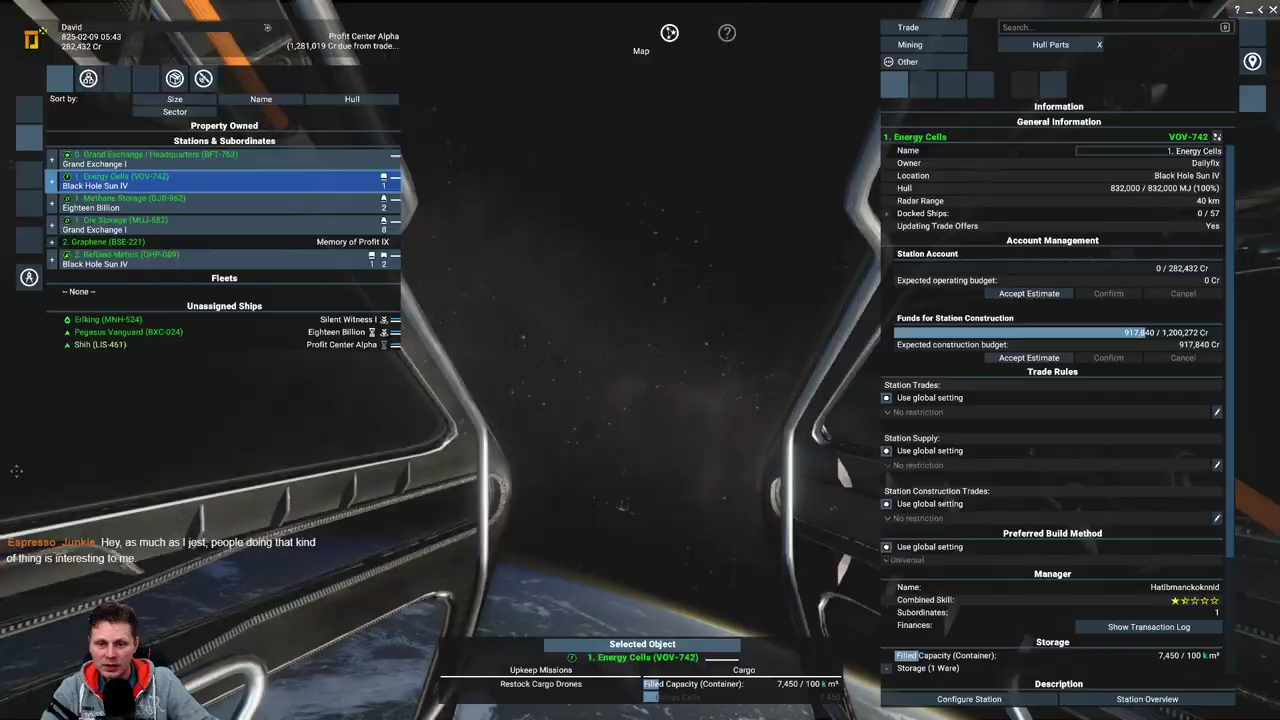 David
825-02-09 05:43
282,432 Cr
Profit Center Alpha
(1,281,019 Cr due from trade...
Sort by:
Size
Name
Hull
Sector
Property Owned
Stations & Subordinates
0. Grand Exchange I Headquarters (BFT-763)
Grand Exchange I
1. Energy Cells (VOV-742)
Black Hole Sun IV
1
1. Methane Storage (GJR-962)
Eighteen Billion
2
1. Ore Storage (MUJ-582)
Grand Exchange I
8
2. Graphene (BSE-221)
Memory of Profit IX
2. Refined Metals (QHP-089)
Black Hole Sun IV
1 2
Fleets
-- None --
Unassigned Ships
Erlking (MNH-524)
Silent Witness I
Pegasus Vanguard (BXC-024)
Eighteen Billion
Shih (LIS-461)
Profit Center Alpha
Map
?
Espresso_Junkie: Hey, as much as I jest, people doing that kind
of thing is interesting to me.
Selected Object
1. Energy Cells (VOV-742)
Upkeep Missions
Cargo
Restock Cargo Drones
Filled Capacity (Container):
7,450 / 100 k m³
Energy Cells
7,450
Trade
Mining
Other
Search...
Hull Parts X
Information
General Information
1. Energy Cells
VOV-742
Name
1. Energy Cells
Owner
Dailyfix
Location
Black Hole Sun IV
Hull
832,000 / 832,000 MJ (100%)
Radar Range
40 km
Docked Ships:
0 / 57
Updating Trade Offers
Yes
Account Management
Station Account
0 / 282,432 Cr
Expected operating budget:
0 Cr
Accept Estimate
Confirm
Cancel
Funds for Station Construction
917,840 / 1,200,272 Cr
Expected construction budget:
917,840 Cr
Accept Estimate
Confirm
Cancel
Trade Rules
Station Trades:
Use global setting
No restriction
Station Supply:
Use global setting
No restriction
Station Construction Trades:
Use global setting
No restriction
Preferred Build Method
Use global setting
Universal
Manager
Name:
Hatibmanckoknnid
Combined Skill:
Subordinates:
1
Finances:
Show Transaction Log
Storage
Filled Capacity (Container):
7,450 / 100 k m³
Storage (1 Ware)
Description
Configure Station
Station Overview